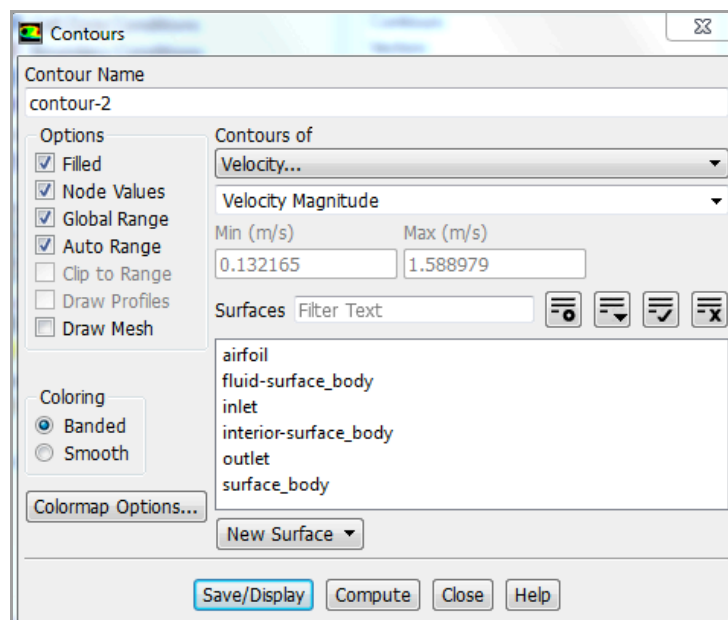 Contours
Contour Name
contour-2
Options
Filled
Node Values
Global Range
Auto Range
Clip to Range
Draw Profiles
Draw Mesh
Coloring
Banded
Smooth
Colormap Options...
Contours of
Velocity...
Velocity Magnitude
Min (m/s) Max (m/s)
0.132165 1.588979
Surfaces Filter Text
airfoil
fluid-surface_body
inlet
interior-surface_body
outlet
surface_body
New Surface
Save/Display Compute Close Help